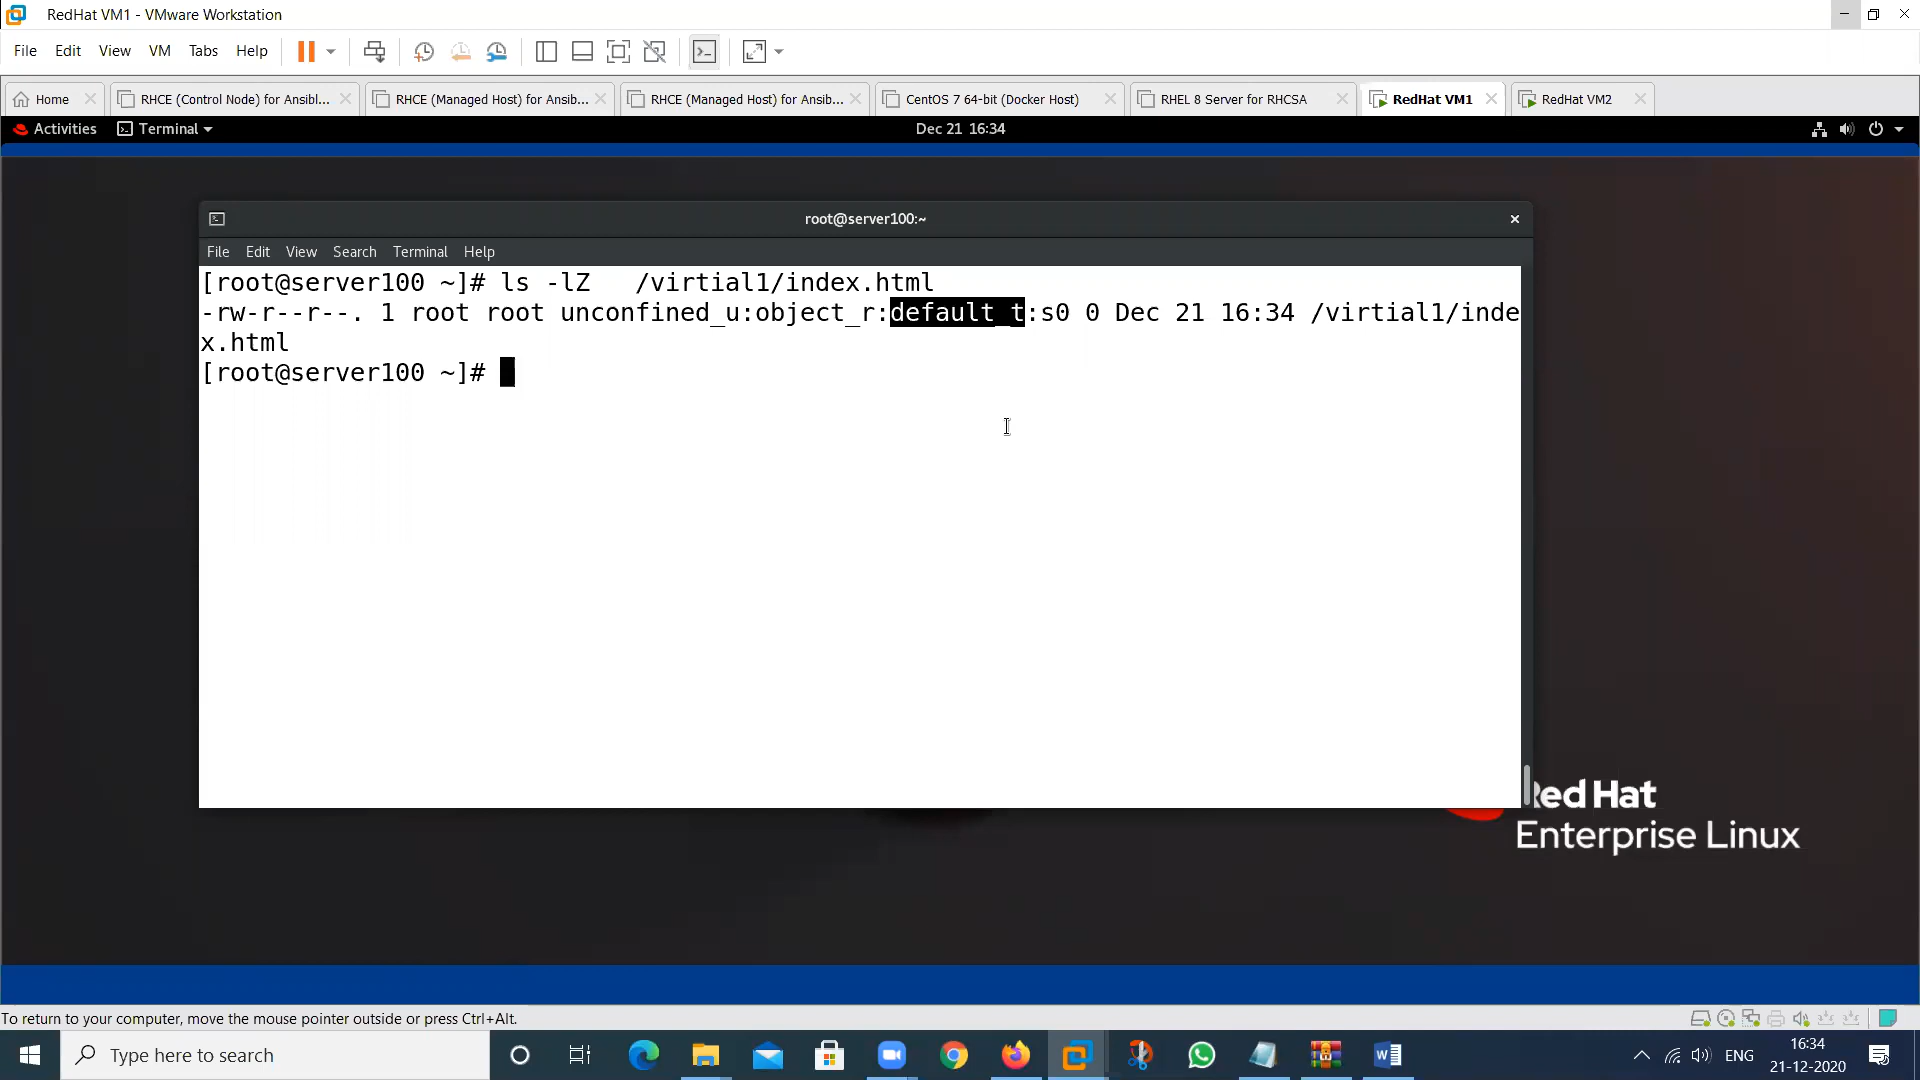 RedHat VM1 - VMware Workstation
File Edit View VM Tabs Help
Home RHCE (Control Node) for Ansibl... RHCE (Managed Host) for Ansib... RHCE (Managed Host) for Ansib... CentOS 7 64-bit (Docker Host) RHEL 8 Server for RHCSA RedHat VM1 RedHat VM2
Activities Terminal Dec 21 16:34
root@server100:~
File Edit View Search Terminal Help
[root@server100 ~]# ls -lZ /virtial1/index.html
-rw-r--r--. 1 root root unconfined_u:object_r:default_t:s0 0 Dec 21 16:34 /virtial1/inde
x.html
[root@server100 ~]#
Red Hat
Enterprise Linux
To return to your computer, move the mouse pointer outside or press Ctrl+Alt.
Type here to search
ENG
16:34
21-12-2020